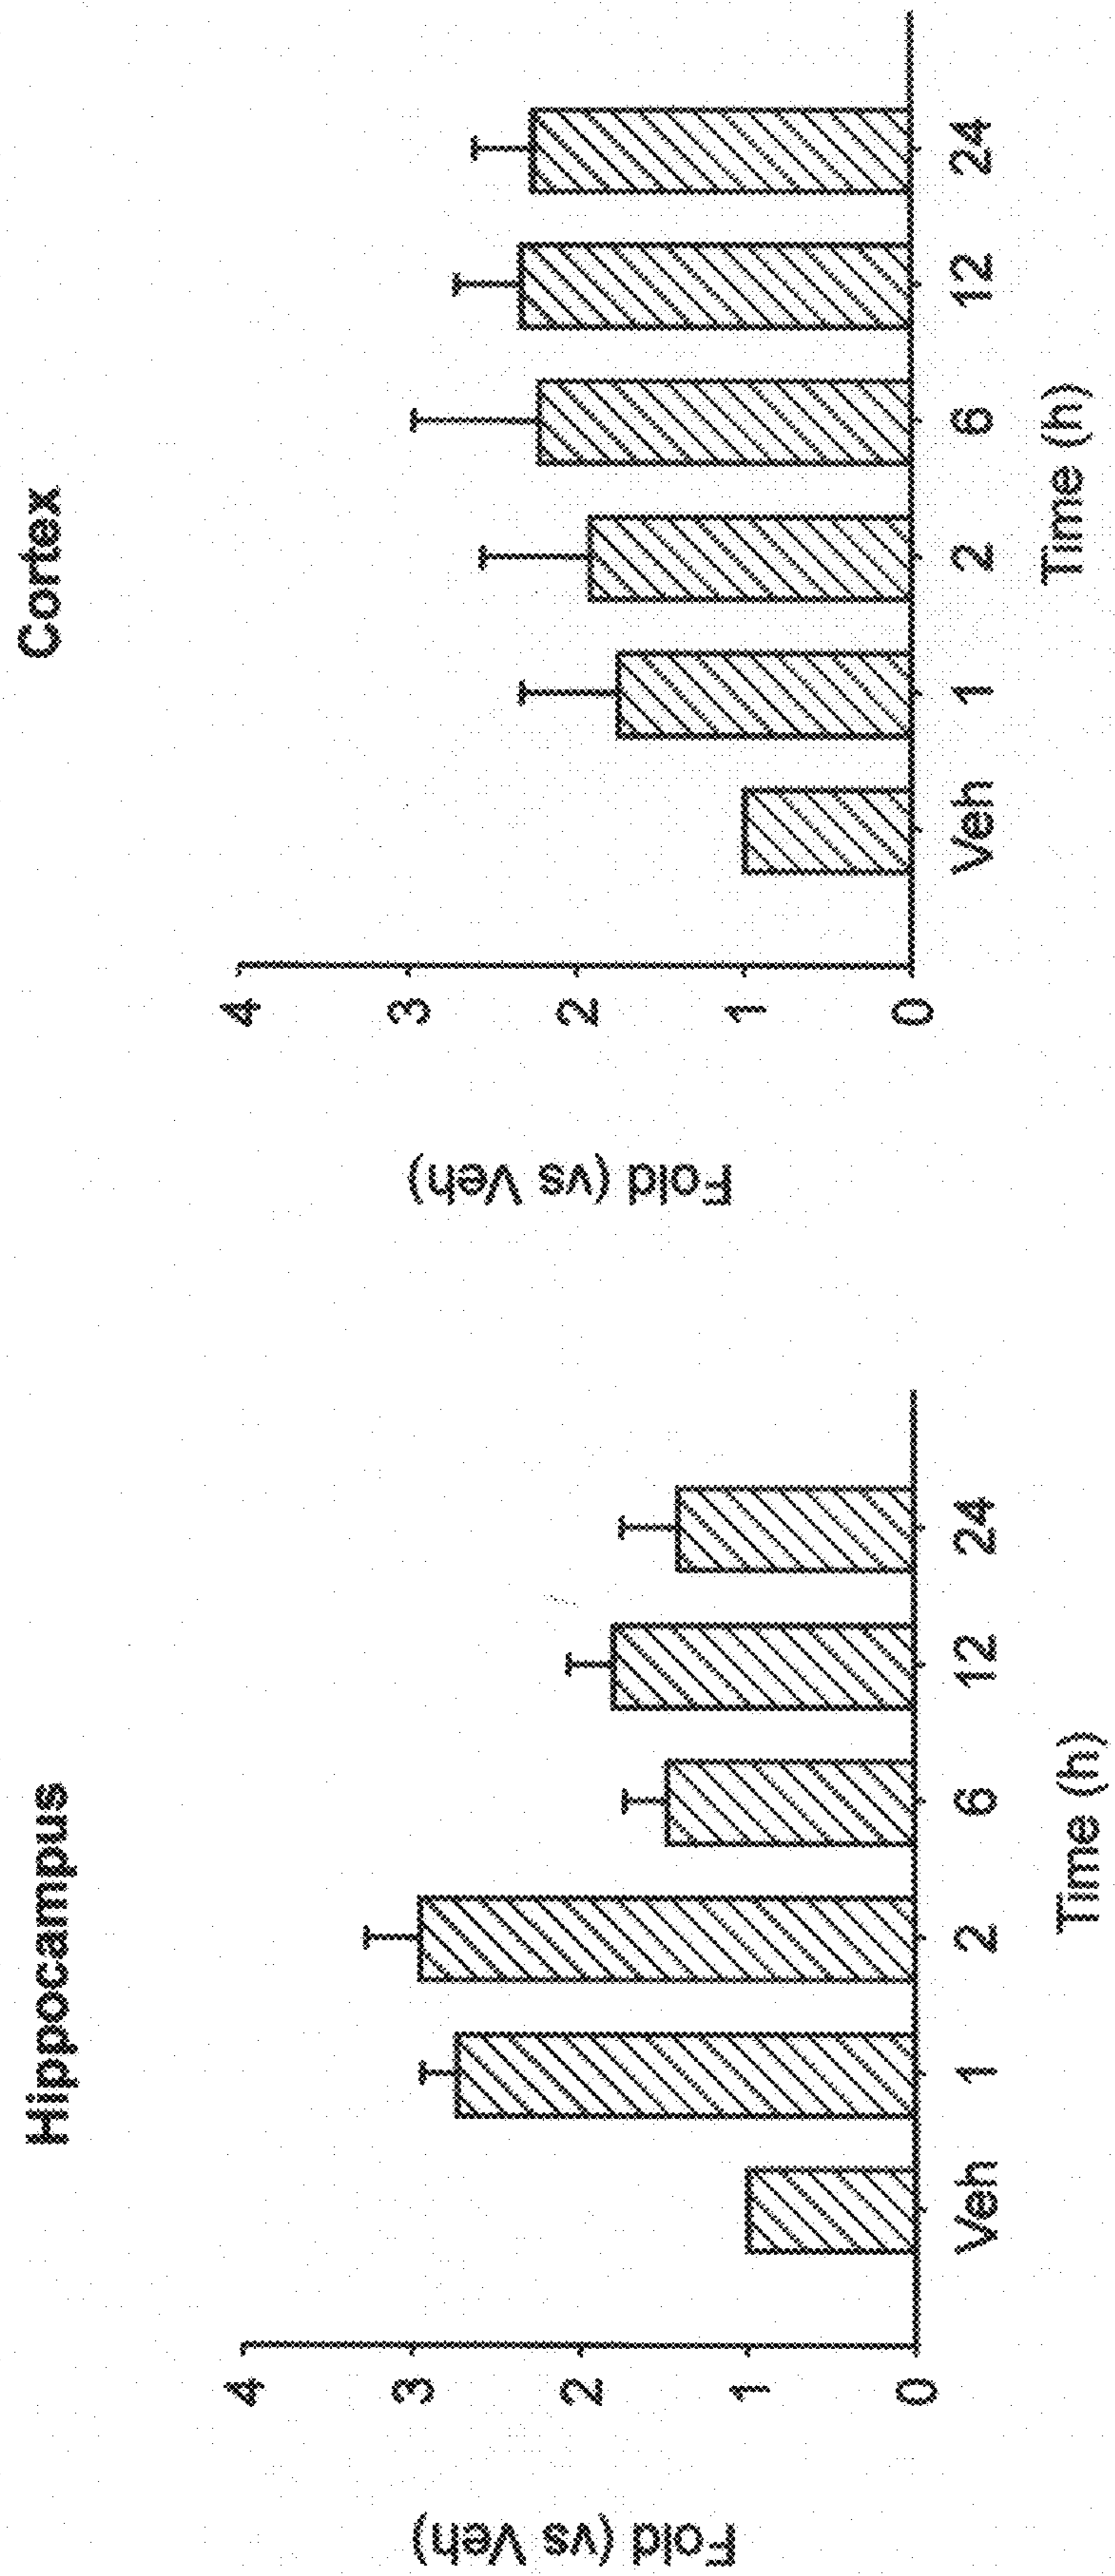 Hippocampus
Fold (vs Veh)
4
3
2
1
0
Veh 1 2 6 12 24
Time (h)
Cortex
Fold (vs Veh)
4
3
2
1
0
Veh 1 2 6 12 24
Time (h)